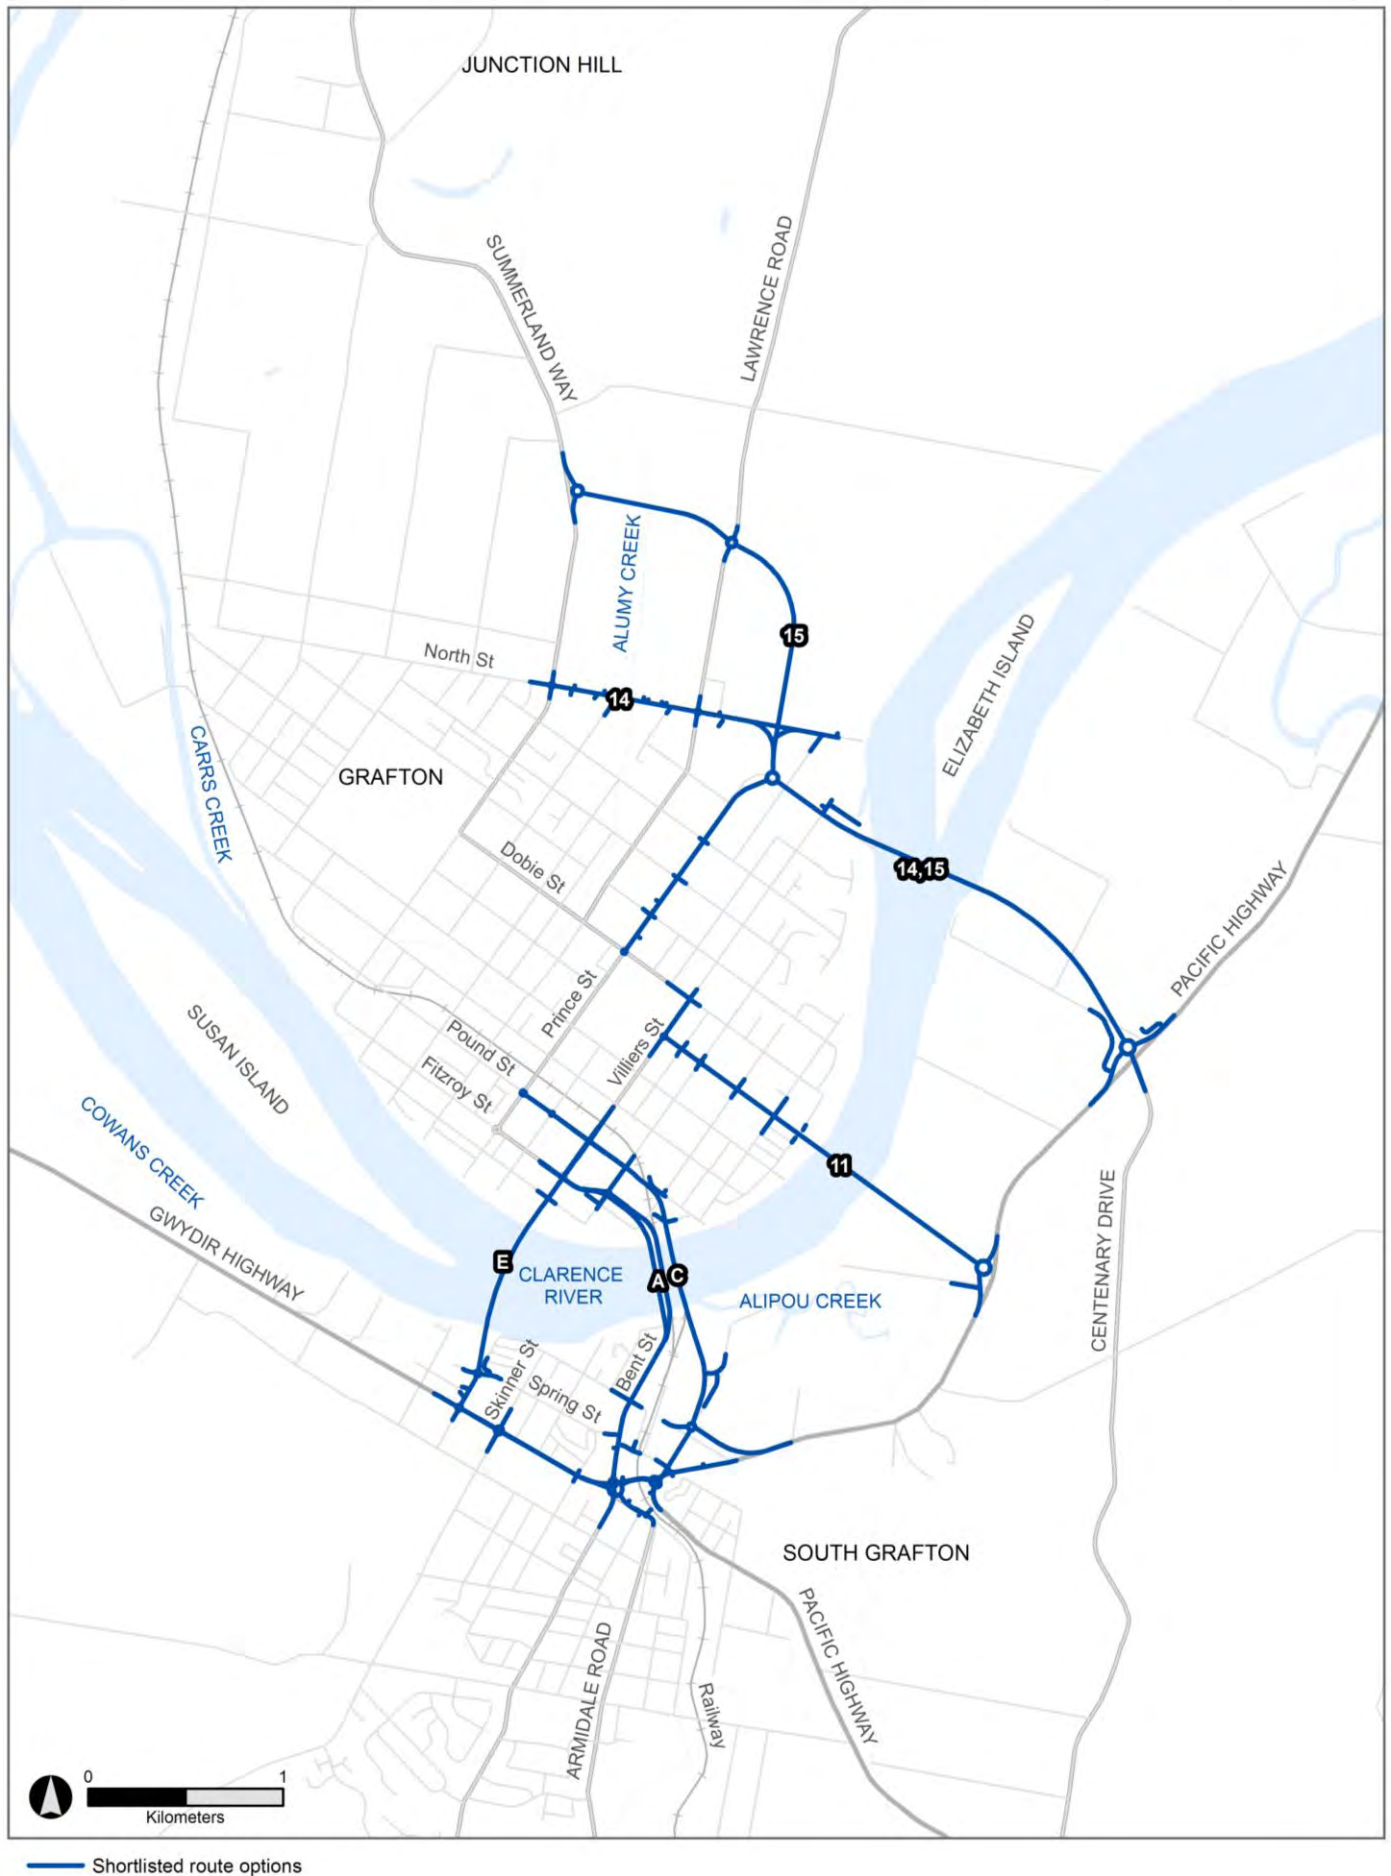 JUNCTION HILL
SUMMERLAND WAY
LAWRENCE ROAD
ALUMY CREEK
15
North St
14
ELIZABETH ISLAND
CARRS CREEK
GRAFTON
Dobie St
14,15
PACIFIC HIGHWAY
Prince St
SUSAN ISLAND
Pound St
Villiers St
Fitzroy St
COWANS CREEK
11
CENTENARY DRIVE
GWYDIR HIGHWAY
E
CLARENCE
RIVER
A
C
ALIPOU CREEK
Skinner St
Bent St
Spring St
SOUTH GRAFTON
PACIFIC HIGHWAY
ARMIDALE ROAD
Railway
0 1
Kilometers
Shortlisted route options